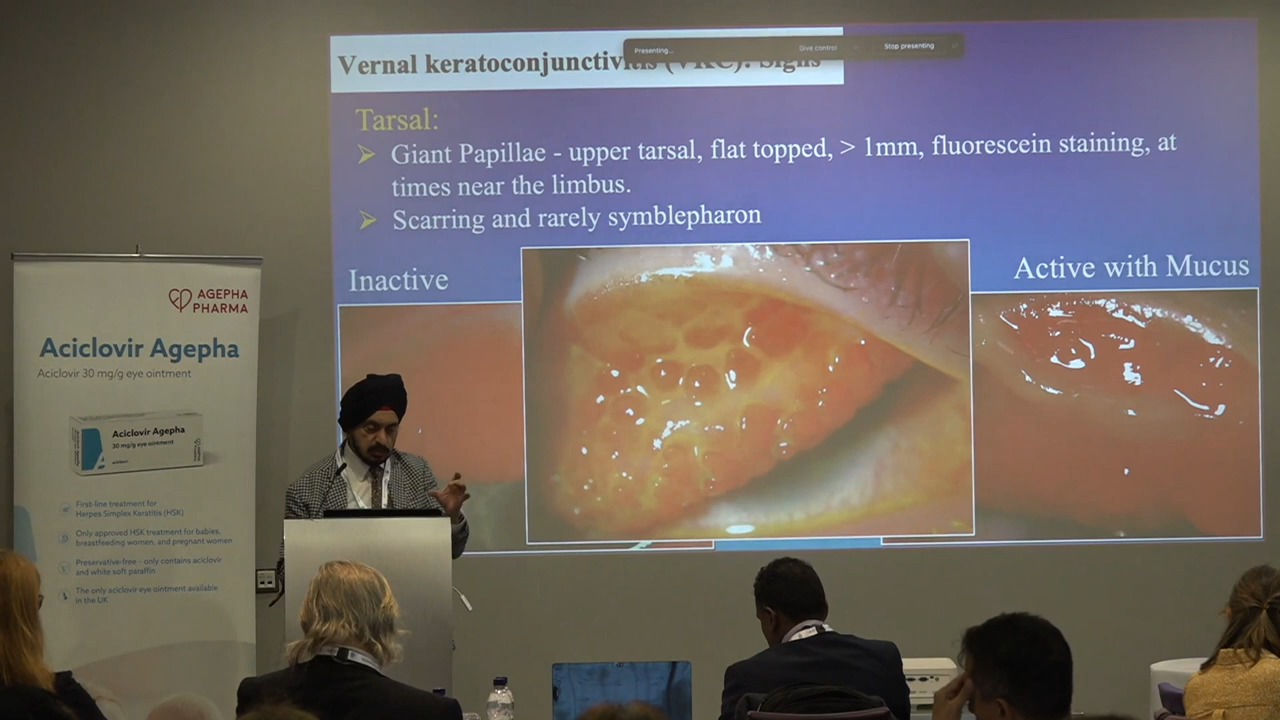 Presenting...
Give control
Stop presenting
Vernal keratoconjunctivitis (VKC): Signs
Tarsal:
Giant Papillae - upper tarsal, flat topped, > 1mm, fluorescein staining, at
times near the limbus.
Scarring and rarely symblepharon
Inactive
Active with Mucus
AGEPHA
PHARMA
Aciclovir Agepha
Aciclovir 30 mg/g eye ointment
Aciclovir Agepha
30 mg/g eye ointment
First-line treatment for
Herpes Simplex Keratitis (HSK)
Only approved HSK treatment for babies,
breastfeeding women, and pregnant women
Preservative-free - only contains aciclovir
and white soft paraffin
The only aciclovir eye ointment available
in the UK